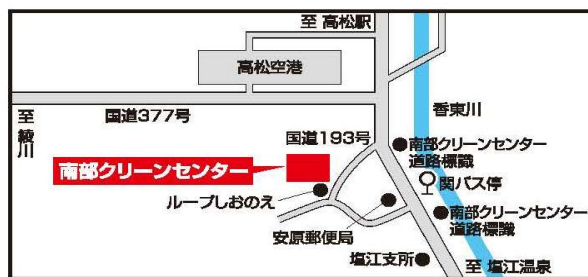 至 高松駅
高松空港
国道377号
至
綾川
香東川
国道193号
南部クリーンセンター
道路標識
南部クリーンセンター
関バス停
ループしおのえ
南部クリーンセンター
道路標識
安原郵便局
塩江支所
至 塩江温泉